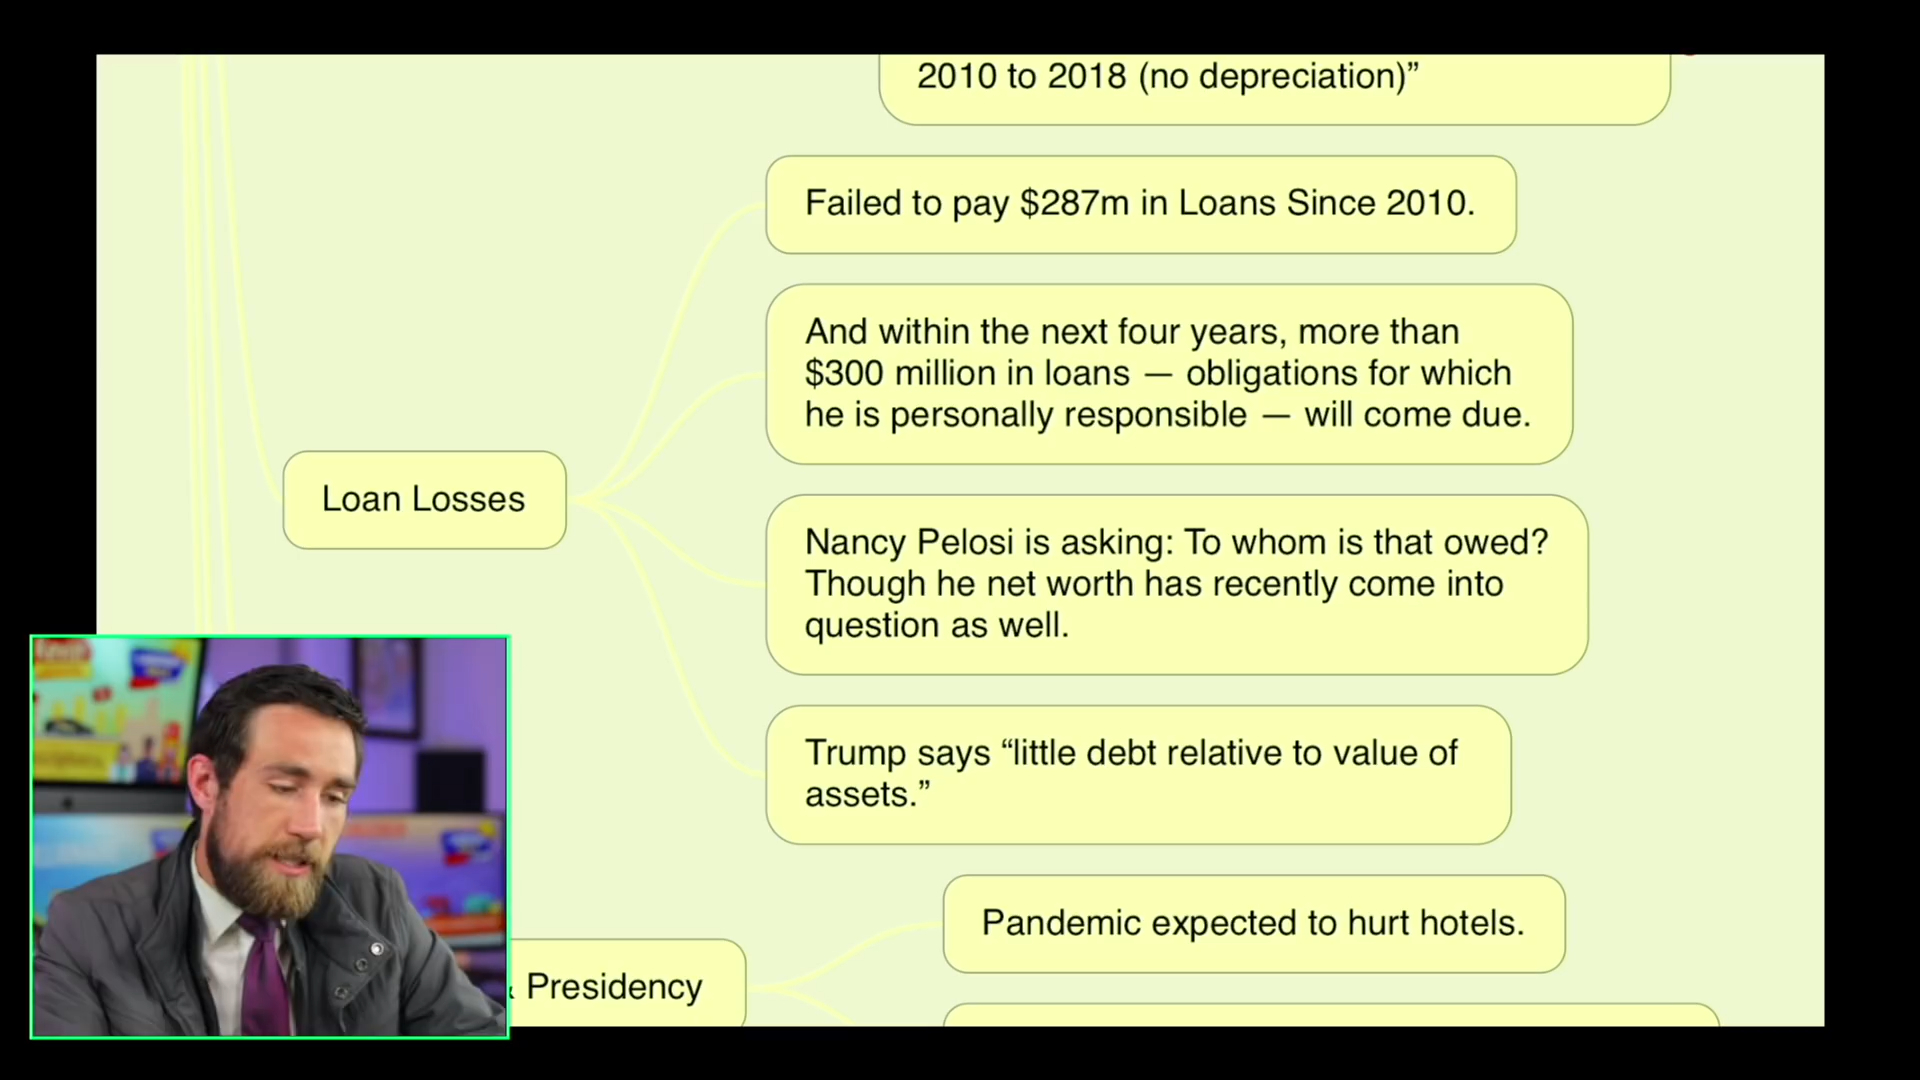 2010 to 2018 (no depreciation)”
Failed to pay $287m in Loans Since 2010.
And within the next four years, more than
$300 million in loans — obligations for which
he is personally responsible — will come due.
Loan Losses
Nancy Pelosi is asking: To whom is that owed?
Though he net worth has recently come into
question as well.
Trump says “little debt relative to value of
assets.”
Pandemic expected to hurt hotels.
& Presidency